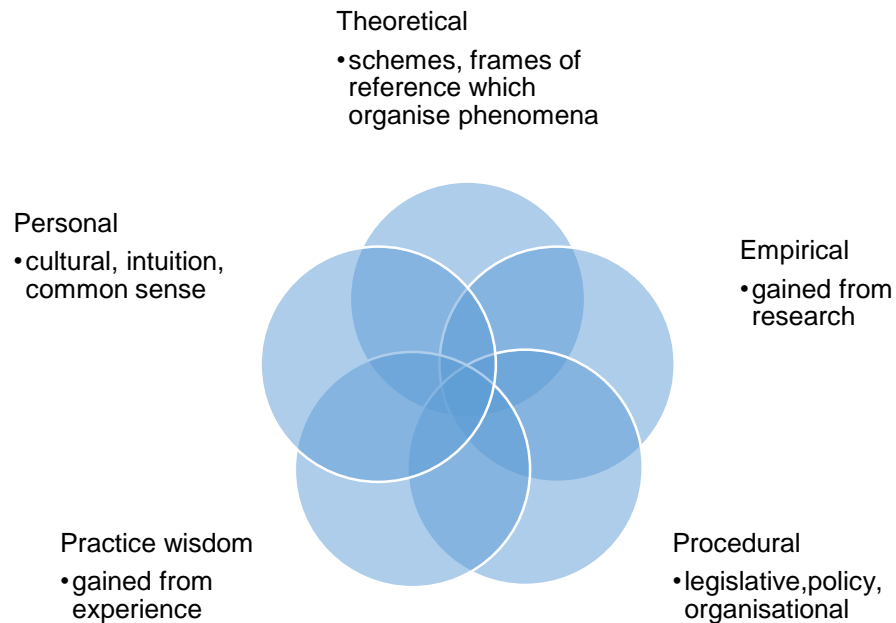 Theoretical
•schemes, frames of
reference which
organise phenomena
Personal
•cultural, intuition,
common sense
Empirical
•gained from
research
Practice wisdom
•gained from
experience
Procedural
•legislative,policy,
organisational